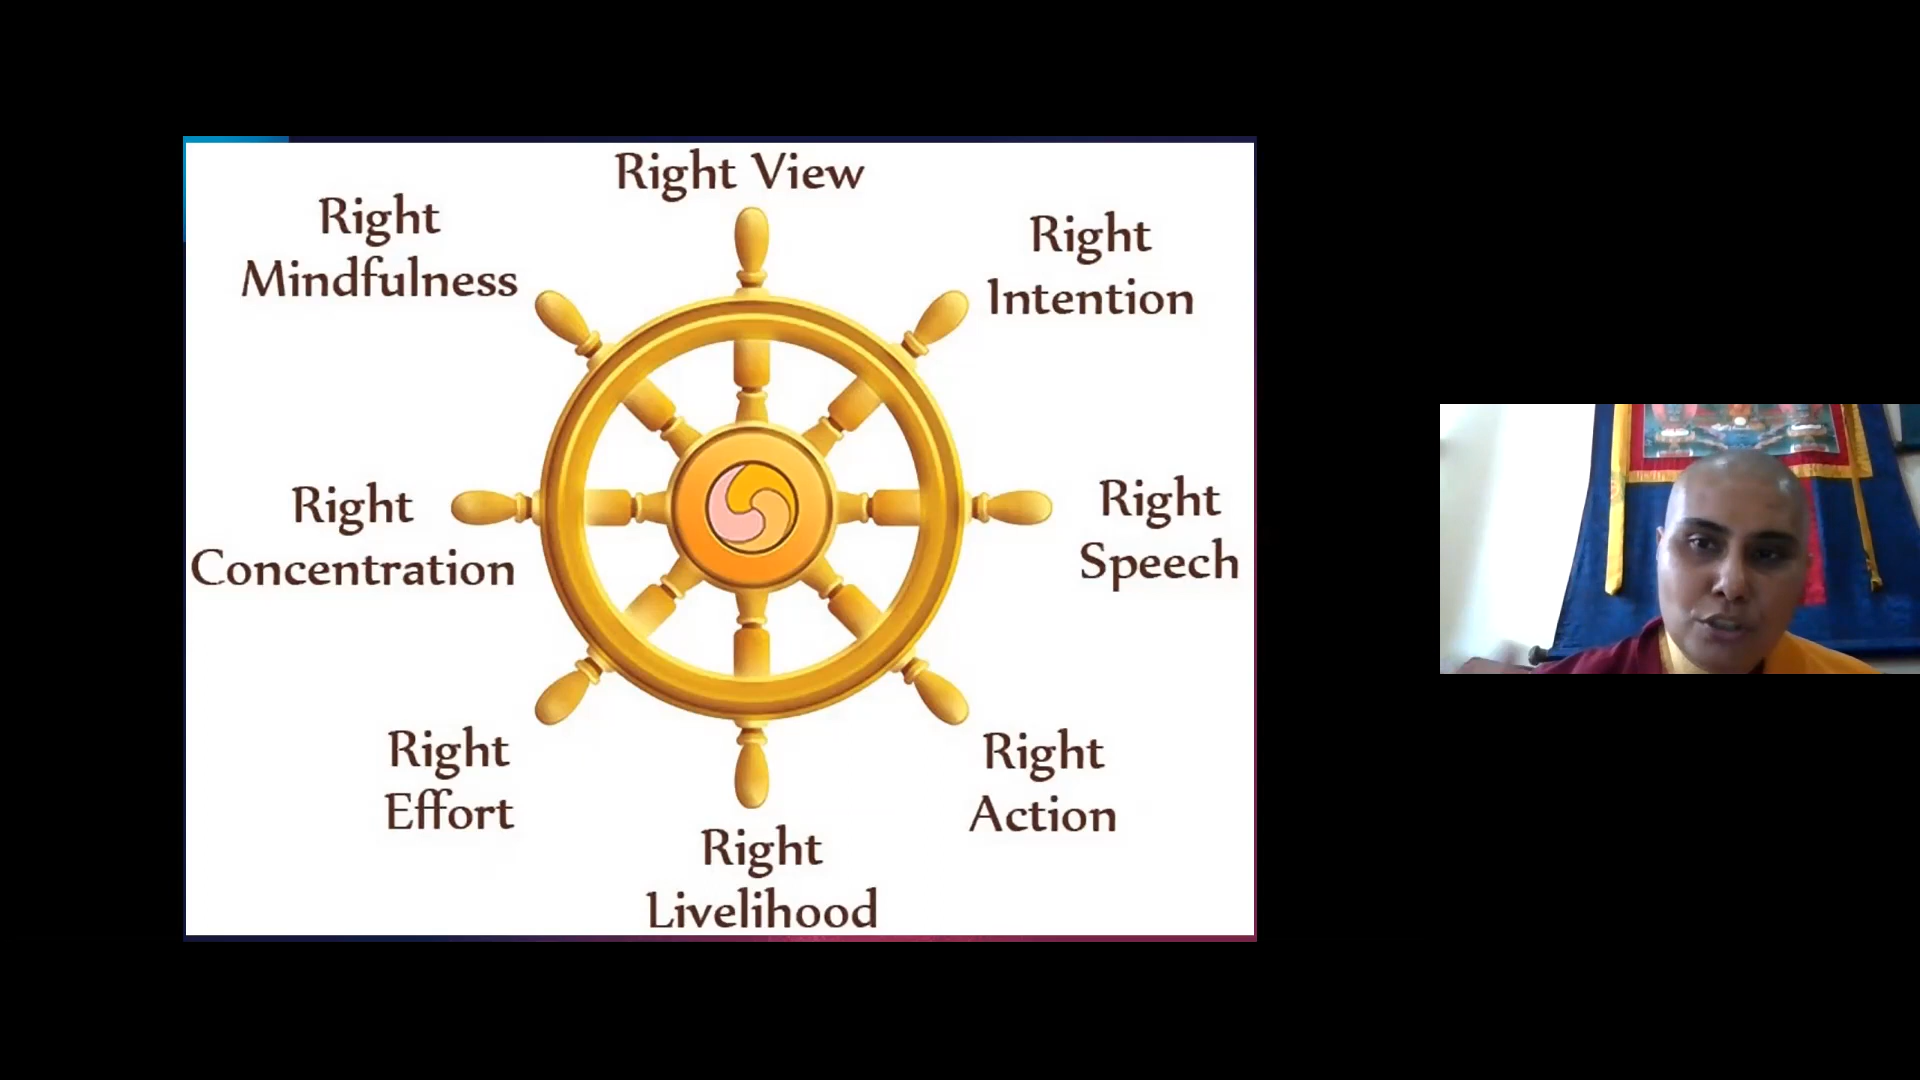 Right View
Right
Mindfulness
Right
Intention
Right
Concentration
Right
Speech
Right
Effort
Right
Action
Right
Livelihood